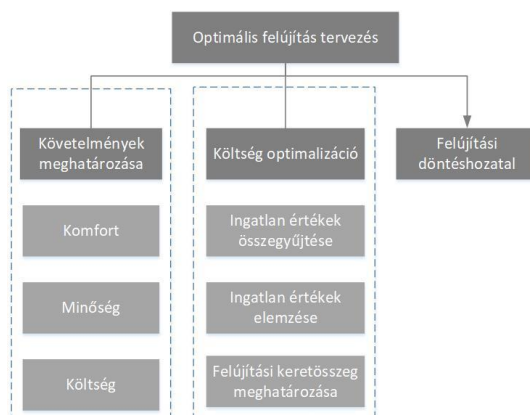 Optimális felújítás tervezés
Követelmények
meghatározása
Komfort
Minőség
Költség
Költség optimalizáció
Ingatlan értékek
összegyűjtése
Ingatlan értékek
elemzése
Felújítási keretösszeg
meghatározása
Felújítási
döntéshozatal